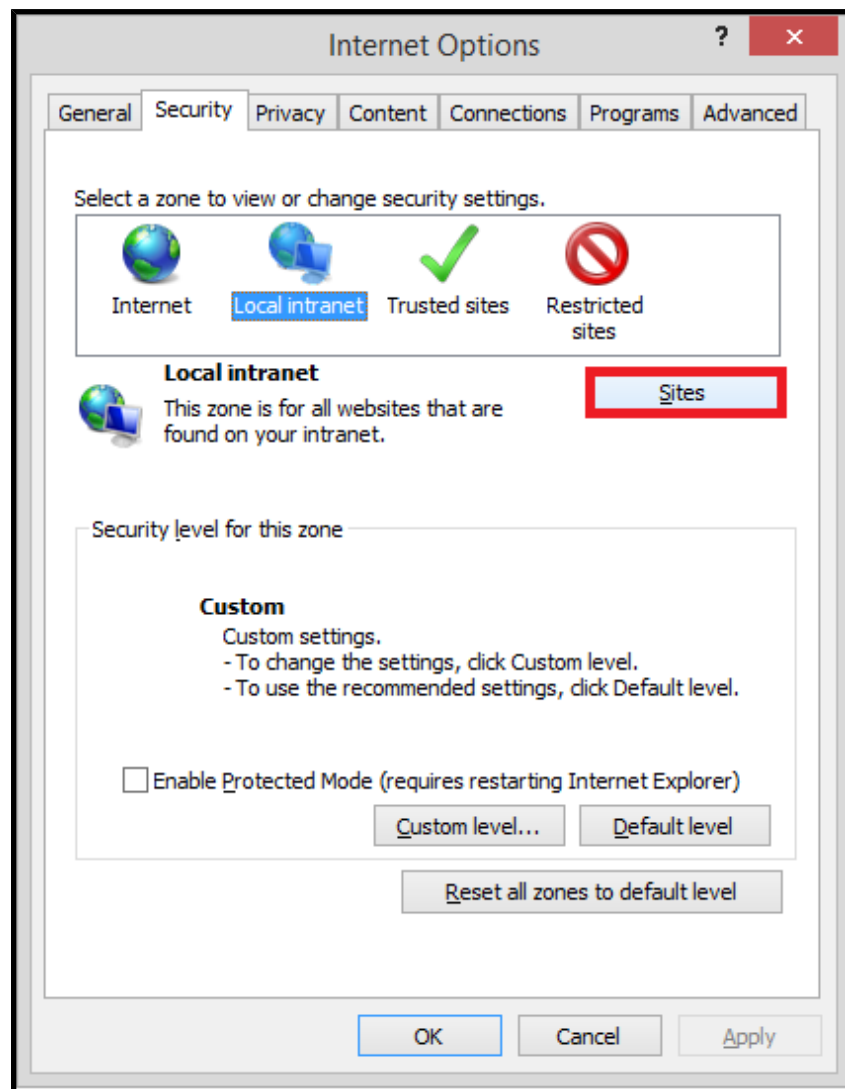 Internet Options
?
General Security Privacy Content Connections Programs Advanced
Select a zone to view or change security settings.
Internet Local intranet Trusted sites Restricted
sites
Local intranet
Sites
This zone is for all websites that are
found on your intranet.
Security level for this zone
Custom
Custom settings.
- To change the settings, click Custom level.
- To use the recommended settings, click Default level.
Enable Protected Mode (requires restarting Internet Explorer)
Custom level... Default level
Reset all zones to default level
OK Cancel Apply